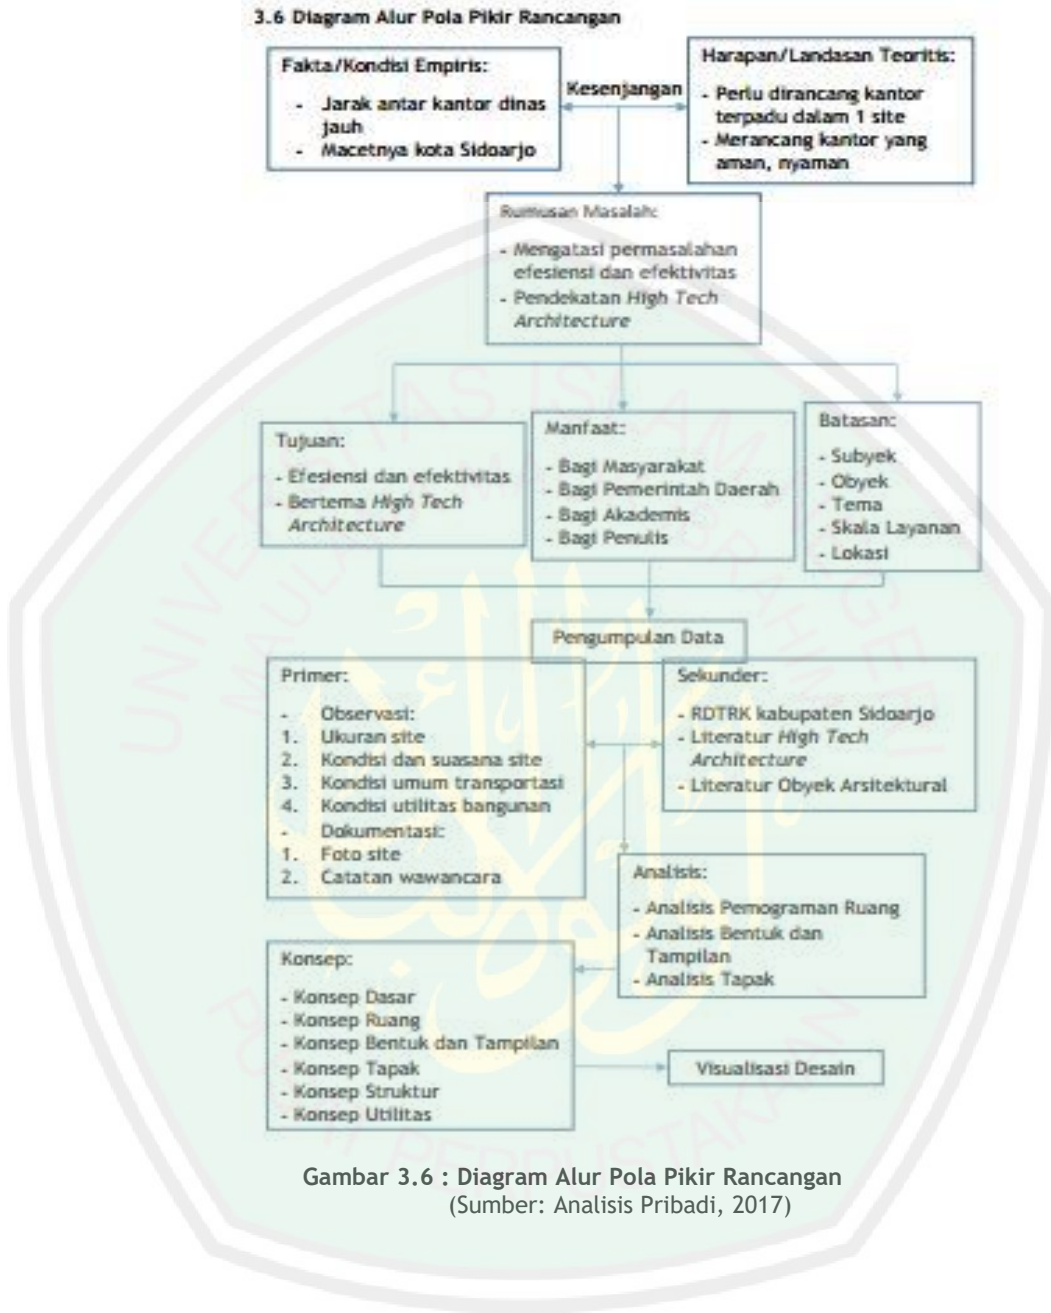 3.6 Diagram Alur Pola Pikir Rancangan
Fakta/Kondisi Empiris:
- Jarak antar kantor dinas
jauh
- Macetnya kota Sidoarjo
Kesenjangan
Harapan/Landasan Teoritis:
- Perlu dirancang kantor
terpadu dalam 1 site
- Merancang kantor yang
aman, nyaman
Rumusan Masalah:
- Mengatasi permasalahan
efesiensi dan efektivitas
- Pendekatan High Tech
Architecture
Tujuan:
- Efesiensi dan efektivitas
- Bertema High Tech
Architecture
Manfaat:
- Bagi Masyarakat
- Bagi Pemerintah Daerah
- Bagi Akademis
- Bagi Penulis
Batasan:
- Subyek
- Obyek
- Tema
- Skala Layanan
- Lokasi
Pengumpulan Data
Primer:
- Observasi:
1. Ukuran site
2. Kondisi dan suasana site
3. Kondisi umum transportasi
4. Kondisi utilitas bangunan
- Dokumentasi:
1. Foto site
2. Catatan wawancara
Sekunder:
- RDTRK kabupaten Sidoarjo
- Literatur High Tech
Architecture
- Literatur Obyek Arsitektural
Analisis:
- Analisis Pemograman Ruang
- Analisis Bentuk dan
Tampilan
- Analisis Tapak
Konsep:
- Konsep Dasar
- Konsep Ruang
- Konsep Bentuk dan Tampilan
- Konsep Tapak
- Konsep Struktur
- Konsep Utilitas
Visualisasi Desain
Gambar 3.6 : Diagram Alur Pola Pikir Rancangan
(Sumber: Analisis Pribadi, 2017)